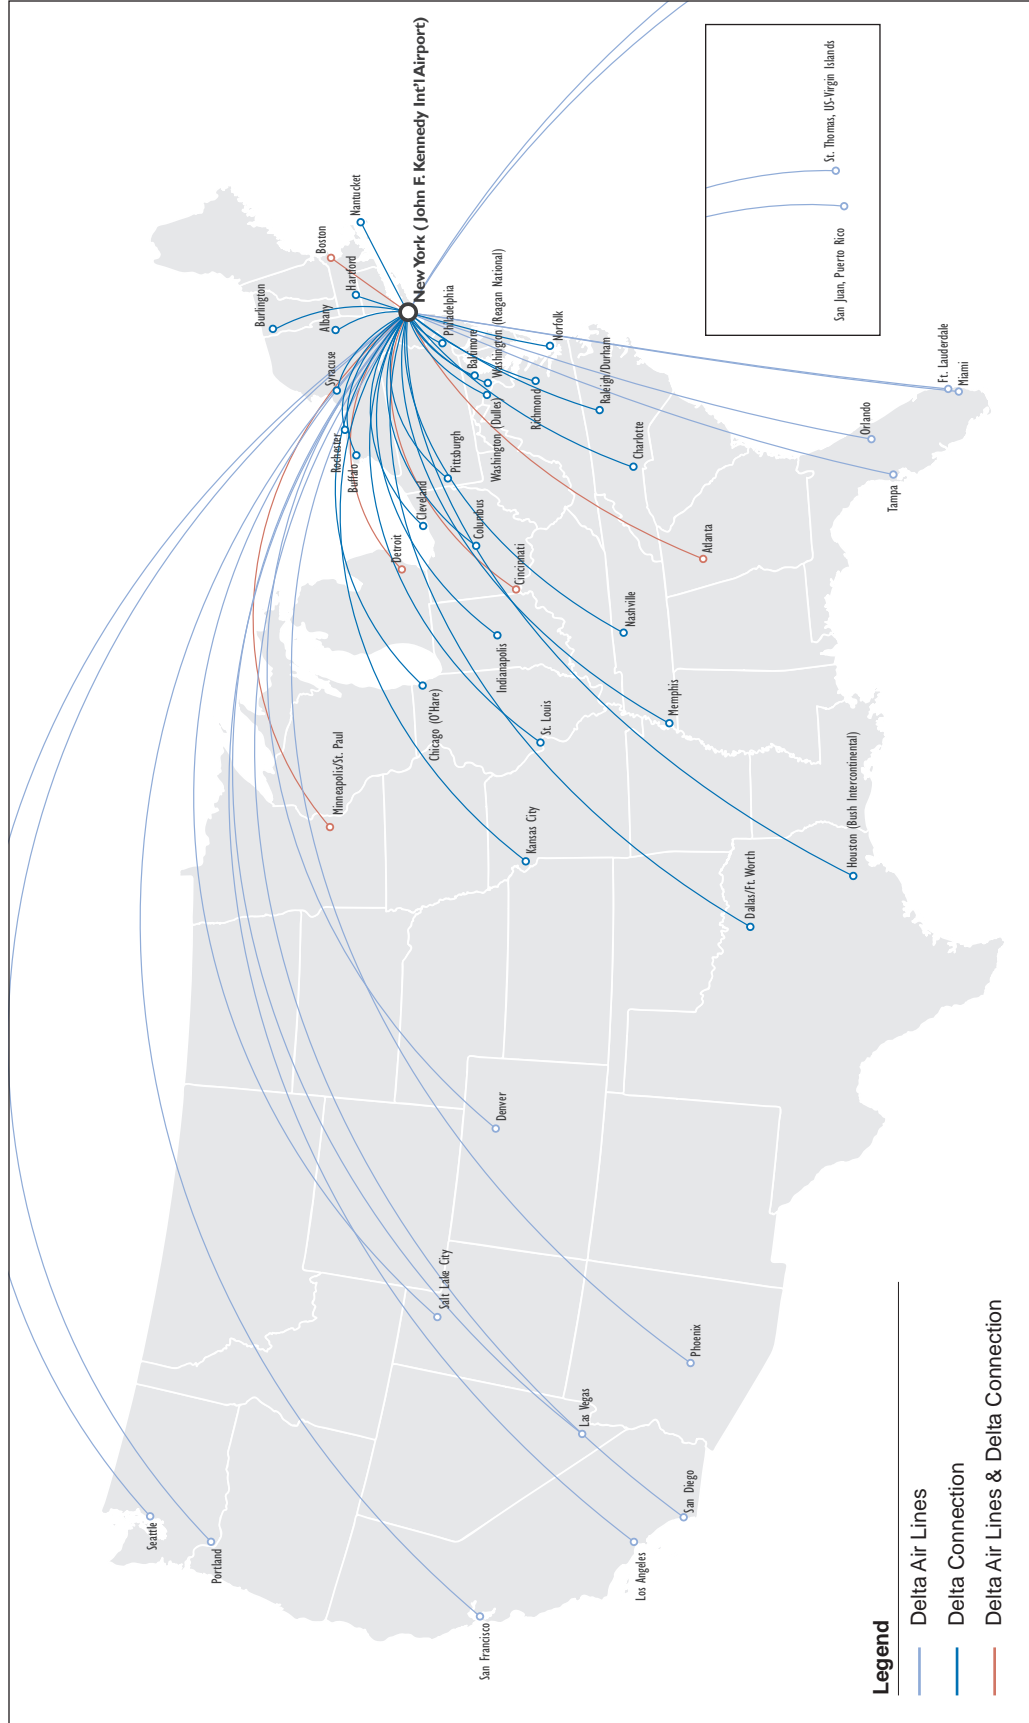 Seattle
Portland
San Francisco
Los Angeles
San Diego
Las Vegas
Salt Lake City
Phoenix
Denver
Minneapolis/St. Paul
Kansas City
Dallas/Ft. Worth
Houston (Bush Intercontinental)
Chicago (O'Hare)
St. Louis
Memphis
Indianapolis
Nashville
Detroit
Cincinnati
Cleveland
Columbus
Atlanta
Pittsburgh
Charlotte
Buffalo
Rochester
Syracuse
Albany
Burlington
Hartford
Boston
Nantucket
New York (John F. Kennedy Int'l Airport)
Philadelphia
Baltimore
Washington (Reagan National)
Washington (Dulles)
Richmond
Norfolk
Raleigh/Durham
Tampa
Orlando
Ft. Lauderdale
Miami
San Juan, Puerto Rico
St. Thomas, US-Virgin Islands
Legend
Delta Air Lines
Delta Connection
Delta Air Lines & Delta Connection